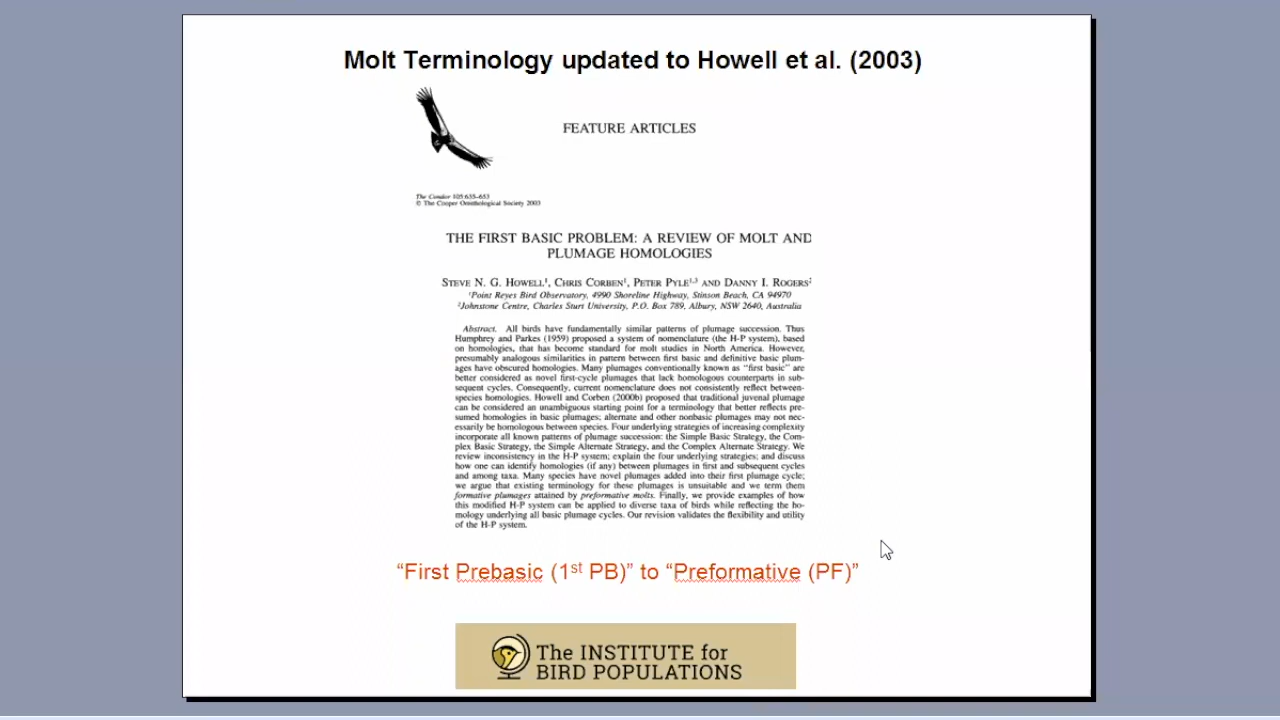 Molt Terminology updated to Howell et al. (2003)
FEATURE ARTICLES
The Condor 105:635–653
© The Cooper Ornithological Society 2003
THE FIRST BASIC PROBLEM: A REVIEW OF MOLT AND
PLUMAGE HOMOLOGIES
STEVE N. G. HOWELL¹, CHRIS CORBEN¹, PETER PYLE¹,³ AND DANNY I. ROGERS²
¹Point Reyes Bird Observatory, 4990 Shoreline Highway, Stinson Beach, CA 94970
²Johnstone Centre, Charles Sturt University, P.O. Box 789, Albury, NSW 2640, Australia
Abstract. All birds have fundamentally similar patterns of plumage succession. Thus
Humphrey and Parkes (1959) proposed a system of nomenclature (the H-P system), based
on homologies, that has become standard for molt studies in North America. However,
presumably analogous similarities in pattern between first basic and definitive basic plum-
ages have obscured homologies. Many plumages conventionally known as “first basic” are
better considered as novel first-cycle plumages that lack homologous counterparts in sub-
sequent cycles. Consequently, current nomenclature does not consistently reflect between-
species homologies. Howell and Corben (2000b) proposed that traditional juvenal plumage
can be considered an unambiguous starting point for a terminology that better reflects pre-
sumed homologies in basic plumages; alternate and other nonbasic plumages may not nec-
essarily be homologous between species. Four underlying strategies of increasing complexity
incorporate all known patterns of plumage succession: the Simple Basic Strategy, the Com-
plex Basic Strategy, the Simple Alternate Strategy, and the Complex Alternate Strategy. We
review inconsistency in the H-P system; explain the four underlying strategies; and discuss
how one can identify homologies (if any) between plumages in first and subsequent cycles
and among taxa. Many species have novel plumages added into their first plumage cycle;
we argue that existing terminology for these plumages is unsuitable and we term them
formative plumages attained by preformative molts. Finally, we provide examples of how
this modified H-P system can be applied to diverse taxa of birds while reflecting the ho-
mology underlying all basic plumage cycles. Our revision validates the flexibility and utility
of the H-P system.
“First Prebasic (1st PB)” to “Preformative (PF)”
The INSTITUTE for
BIRD POPULATIONS